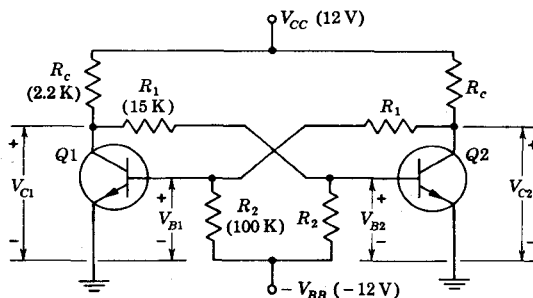 V_CC (12 V)
R_c
(2.2 K)
R_1
(15 K)
R_1
R_c
Q1
Q2
+
V_C1
−
+
V_B1
−
R_2
(100 K)
R_2
+
V_B2
−
+
V_C2
−
− V_BB (−12 V)